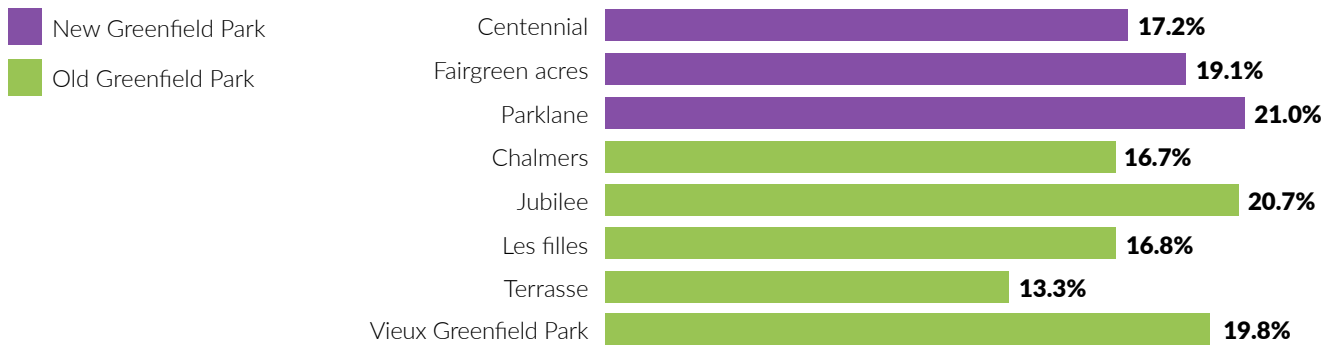 New Greenfield Park
Old Greenfield Park
Centennial 17.2%
Fairgreen acres 19.1%
Parklane 21.0%
Chalmers 16.7%
Jubilee 20.7%
Les filles 16.8%
Terrasse 13.3%
Vieux Greenfield Park 19.8%